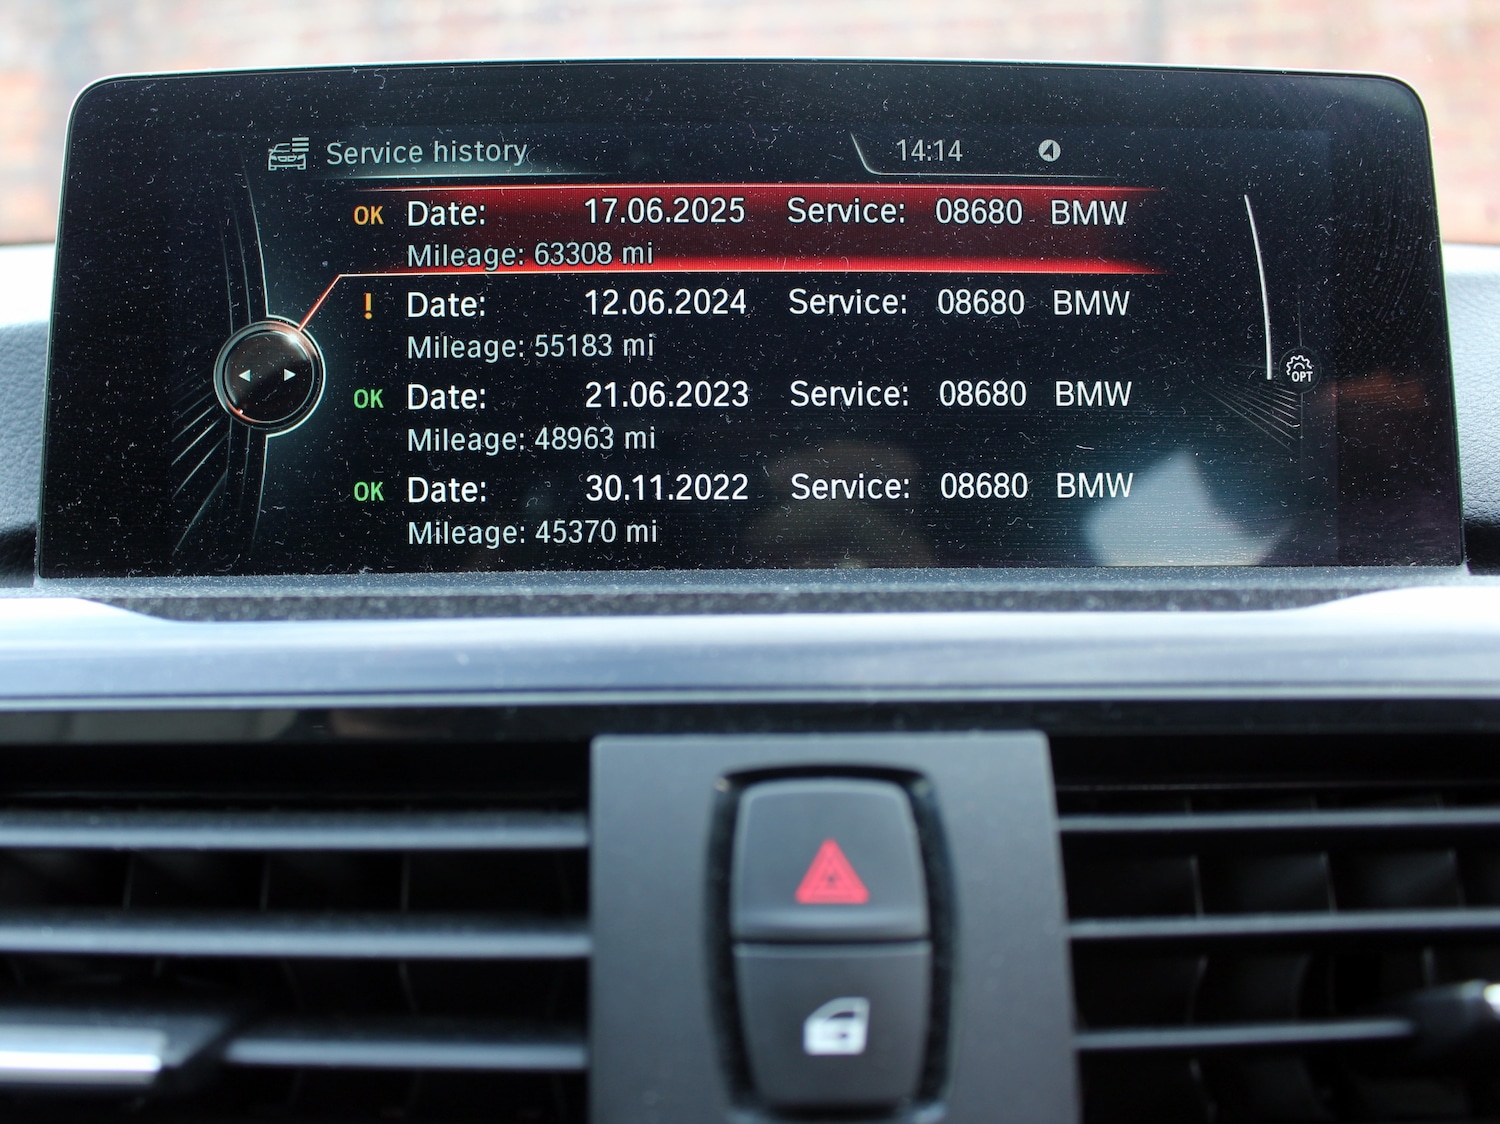 Service history 14:14
OK Date: 17.06.2025 Service: 08680 BMW
Mileage: 63308 mi
! Date: 12.06.2024 Service: 08680 BMW
Mileage: 55183 mi
OK Date: 21.06.2023 Service: 08680 BMW
Mileage: 48963 mi
OPT
OK Date: 30.11.2022 Service: 08680 BMW
Mileage: 45370 mi